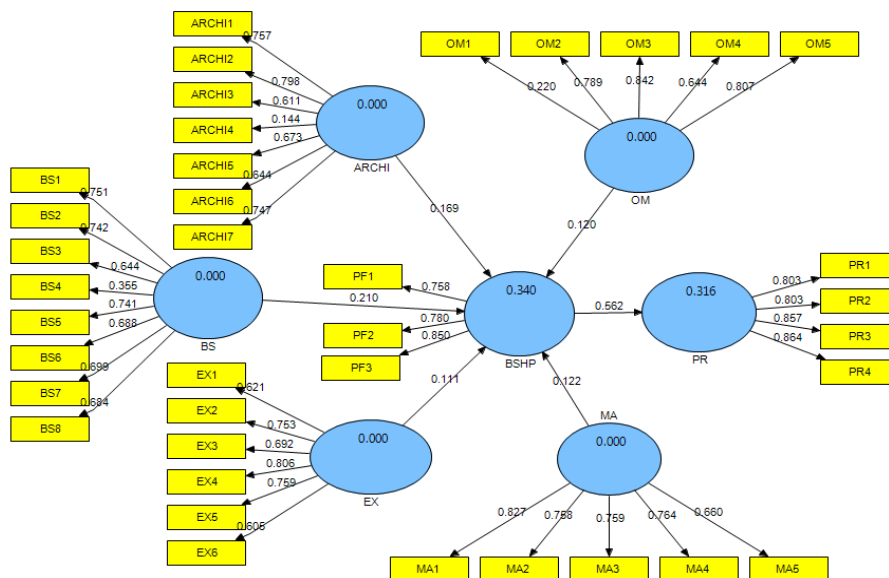 ARCHI1
0.757
ARCHI2
0.798
ARCHI3
0.611
ARCHI4
0.144
ARCHI5
0.673
ARCHI6
0.644
ARCHI7
0.747
0.000
ARCHI
0.169
OM1
OM2
OM3
OM4
OM5
0.220
0.789
0.842
0.644
0.807
0.000
OM
0.120
BS1
0.751
BS2
0.742
BS3
0.644
BS4
0.355
BS5
0.741
BS6
0.688
BS7
0.699
BS8
0.684
0.000
BS
0.210
PF1
0.758
PF2
0.780
PF3
0.850
0.340
BSHP
0.562
0.316
PR
PR1
0.803
PR2
0.803
PR3
0.857
PR4
0.864
EX1
0.621
EX2
0.753
EX3
0.692
EX4
0.806
EX5
0.759
EX6
0.605
0.000
EX
0.111
0.122
MA
0.000
0.827
0.758
0.759
0.764
0.660
MA1
MA2
MA3
MA4
MA5